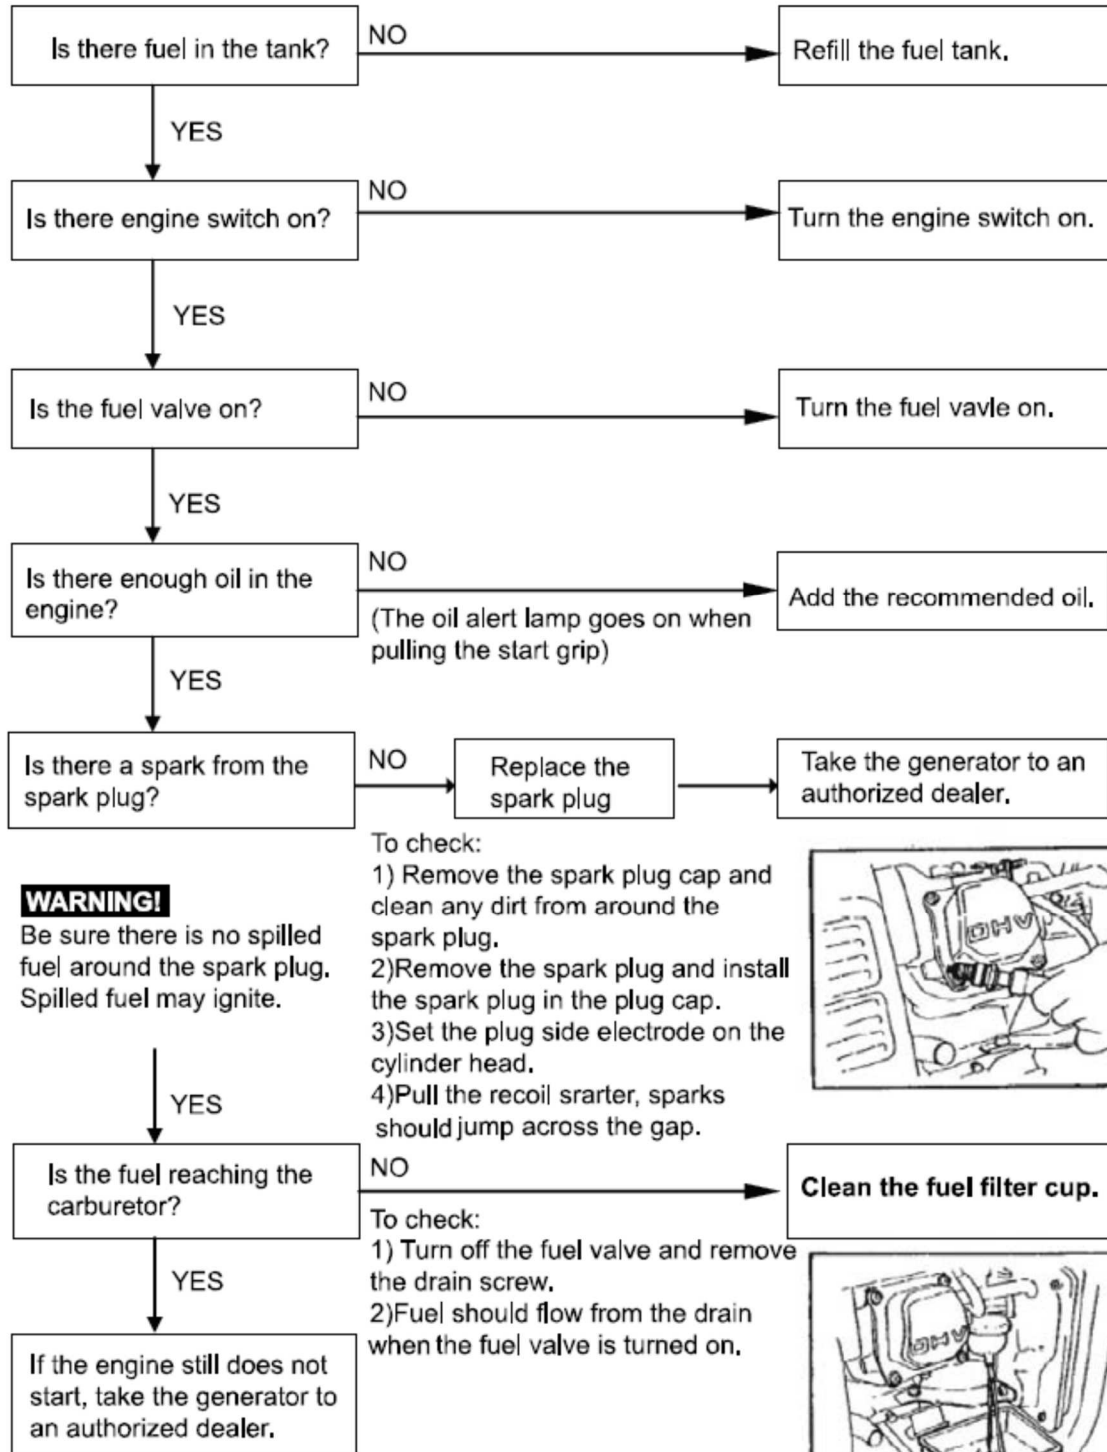 Is there fuel in the tank?
NO
Refill the fuel tank.
YES
Is there engine switch on?
NO
Turn the engine switch on.
YES
Is the fuel valve on?
NO
Turn the fuel vavle on.
YES
Is there enough oil in the
engine?
NO
(The oil alert lamp goes on when
pulling the start grip)
Add the recommended oil.
YES
Is there a spark from the
spark plug?
NO
Replace the
spark plug
Take the generator to an
authorized dealer.
WARNING!
Be sure there is no spilled
fuel around the spark plug.
Spilled fuel may ignite.
To check:
1) Remove the spark plug cap and
clean any dirt from around the
spark plug.
2)Remove the spark plug and install
the spark plug in the plug cap.
3)Set the plug side electrode on the
cylinder head.
4)Pull the recoil srarter, sparks
should jump across the gap.
OHV
YES
Is the fuel reaching the
carburetor?
NO
Clean the fuel filter cup.
To check:
1) Turn off the fuel valve and remove
the drain screw.
2)Fuel should flow from the drain
when the fuel valve is turned on.
OHV
YES
If the engine still does not
start, take the generator to
an authorized dealer.